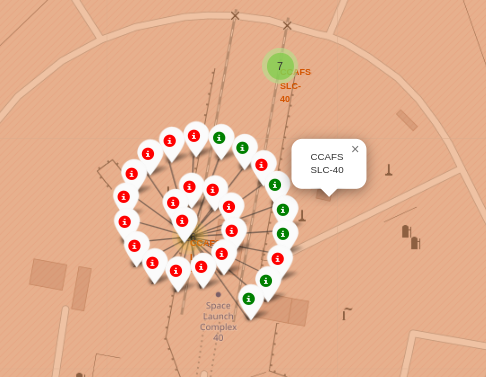 7
CCAFS
SLC-
40
CCAFS
SLC-40
×
Space
Launch
Complex
40